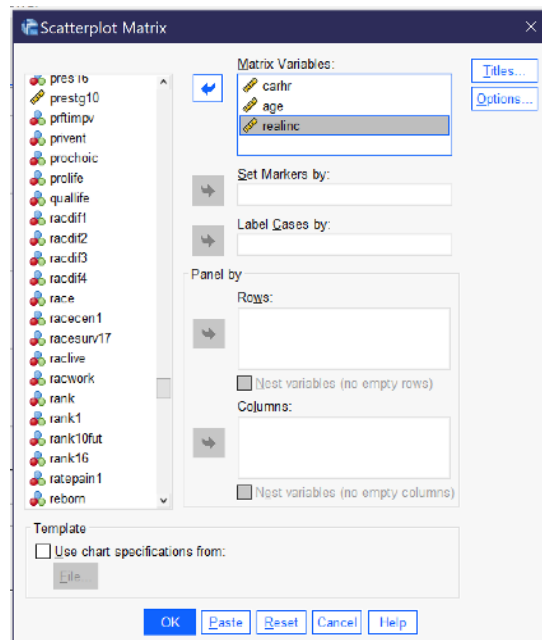 Scatterplot Matrix
pres16
prestg10
prftimpv
privent
prochoic
prolife
quallife
racdif1
racdif2
racdif3
racdif4
race
racecen1
racesurv17
raclive
racwork
rank
rank1
rank10fut
rank16
ratepain1
reborn
Matrix Variables:
carhr
age
realinc
Titles...
Options...
Set Markers by:
Label Cases by:
Panel by
Rows:
Nest variables (no empty rows)
Columns:
Nest variables (no empty columns)
Template
Use chart specifications from:
File...
OK Paste Reset Cancel Help